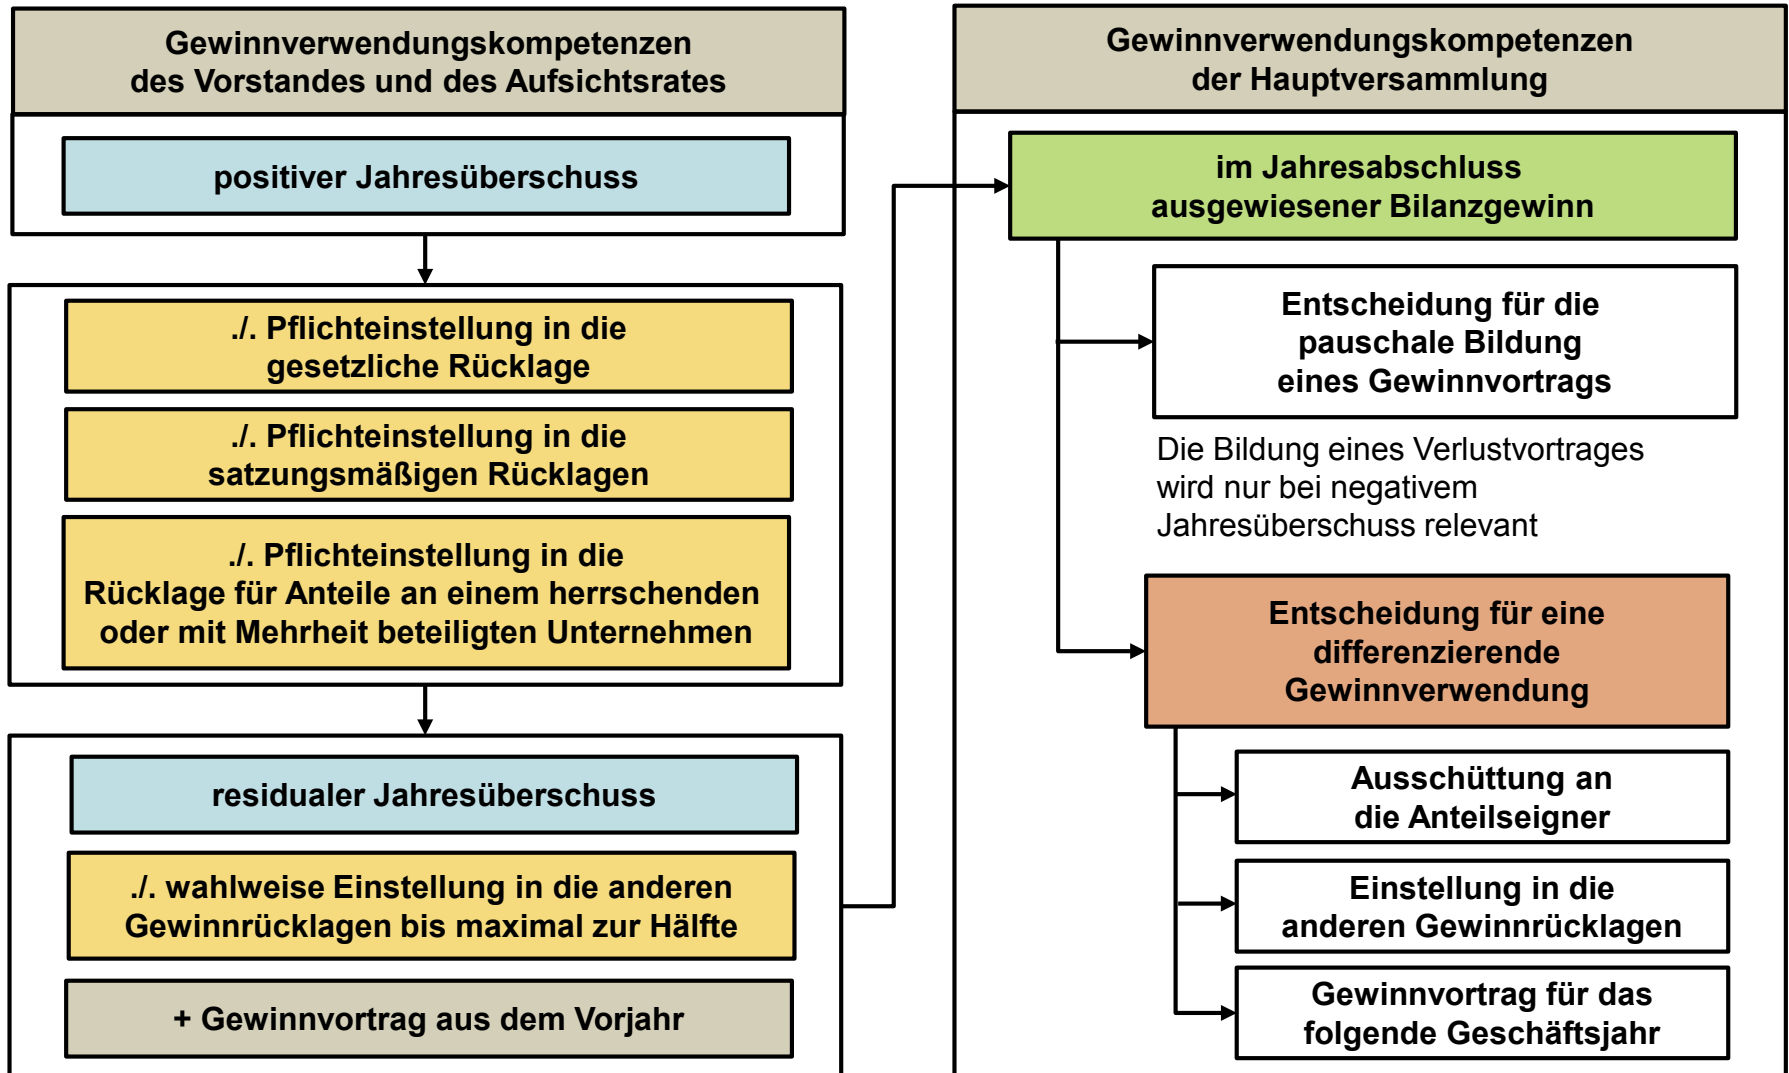 Gewinnverwendungskompetenzen
des Vorstandes und des Aufsichtsrates
positiver Jahresüberschuss
./. Pflichteinstellung in die
gesetzliche Rücklage
./. Pflichteinstellung in die
satzungsmäßigen Rücklagen
./. Pflichteinstellung in die
Rücklage für Anteile an einem herrschenden
oder mit Mehrheit beteiligten Unternehmen
residualer Jahresüberschuss
./. wahlweise Einstellung in die anderen
Gewinnrücklagen bis maximal zur Hälfte
+ Gewinnvortrag aus dem Vorjahr
Gewinnverwendungskompetenzen
der Hauptversammlung
im Jahresabschluss
ausgewiesener Bilanzgewinn
Entscheidung für die
pauschale Bildung
eines Gewinnvortrags
Die Bildung eines Verlustvortrages
wird nur bei negativem
Jahresüberschuss relevant
Entscheidung für eine
differenzierende
Gewinnverwendung
Ausschüttung an
die Anteilseigner
Einstellung in die
anderen Gewinnrücklagen
Gewinnvortrag für das
folgende Geschäftsjahr